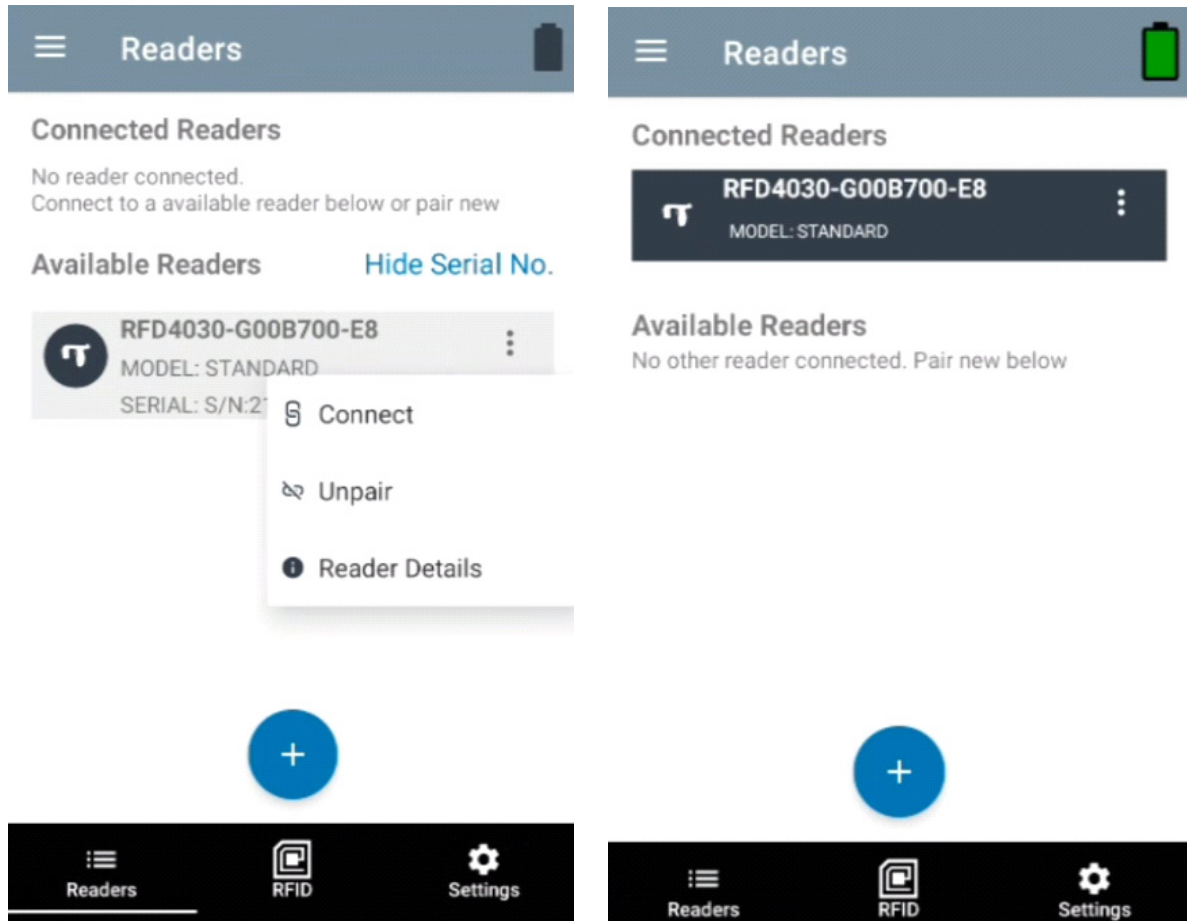 Readers
Connected Readers
No reader connected.
Connect to a available reader below or pair new
Available Readers
Hide Serial No.
RFD4030-G00B700-E8
MODEL: STANDARD
SERIAL: S/N:2
Connect
Unpair
Reader Details
+
Readers
RFID
Settings
Readers
Connected Readers
RFD4030-G00B700-E8
MODEL: STANDARD
Available Readers
No other reader connected. Pair new below
+
Readers
RFID
Settings